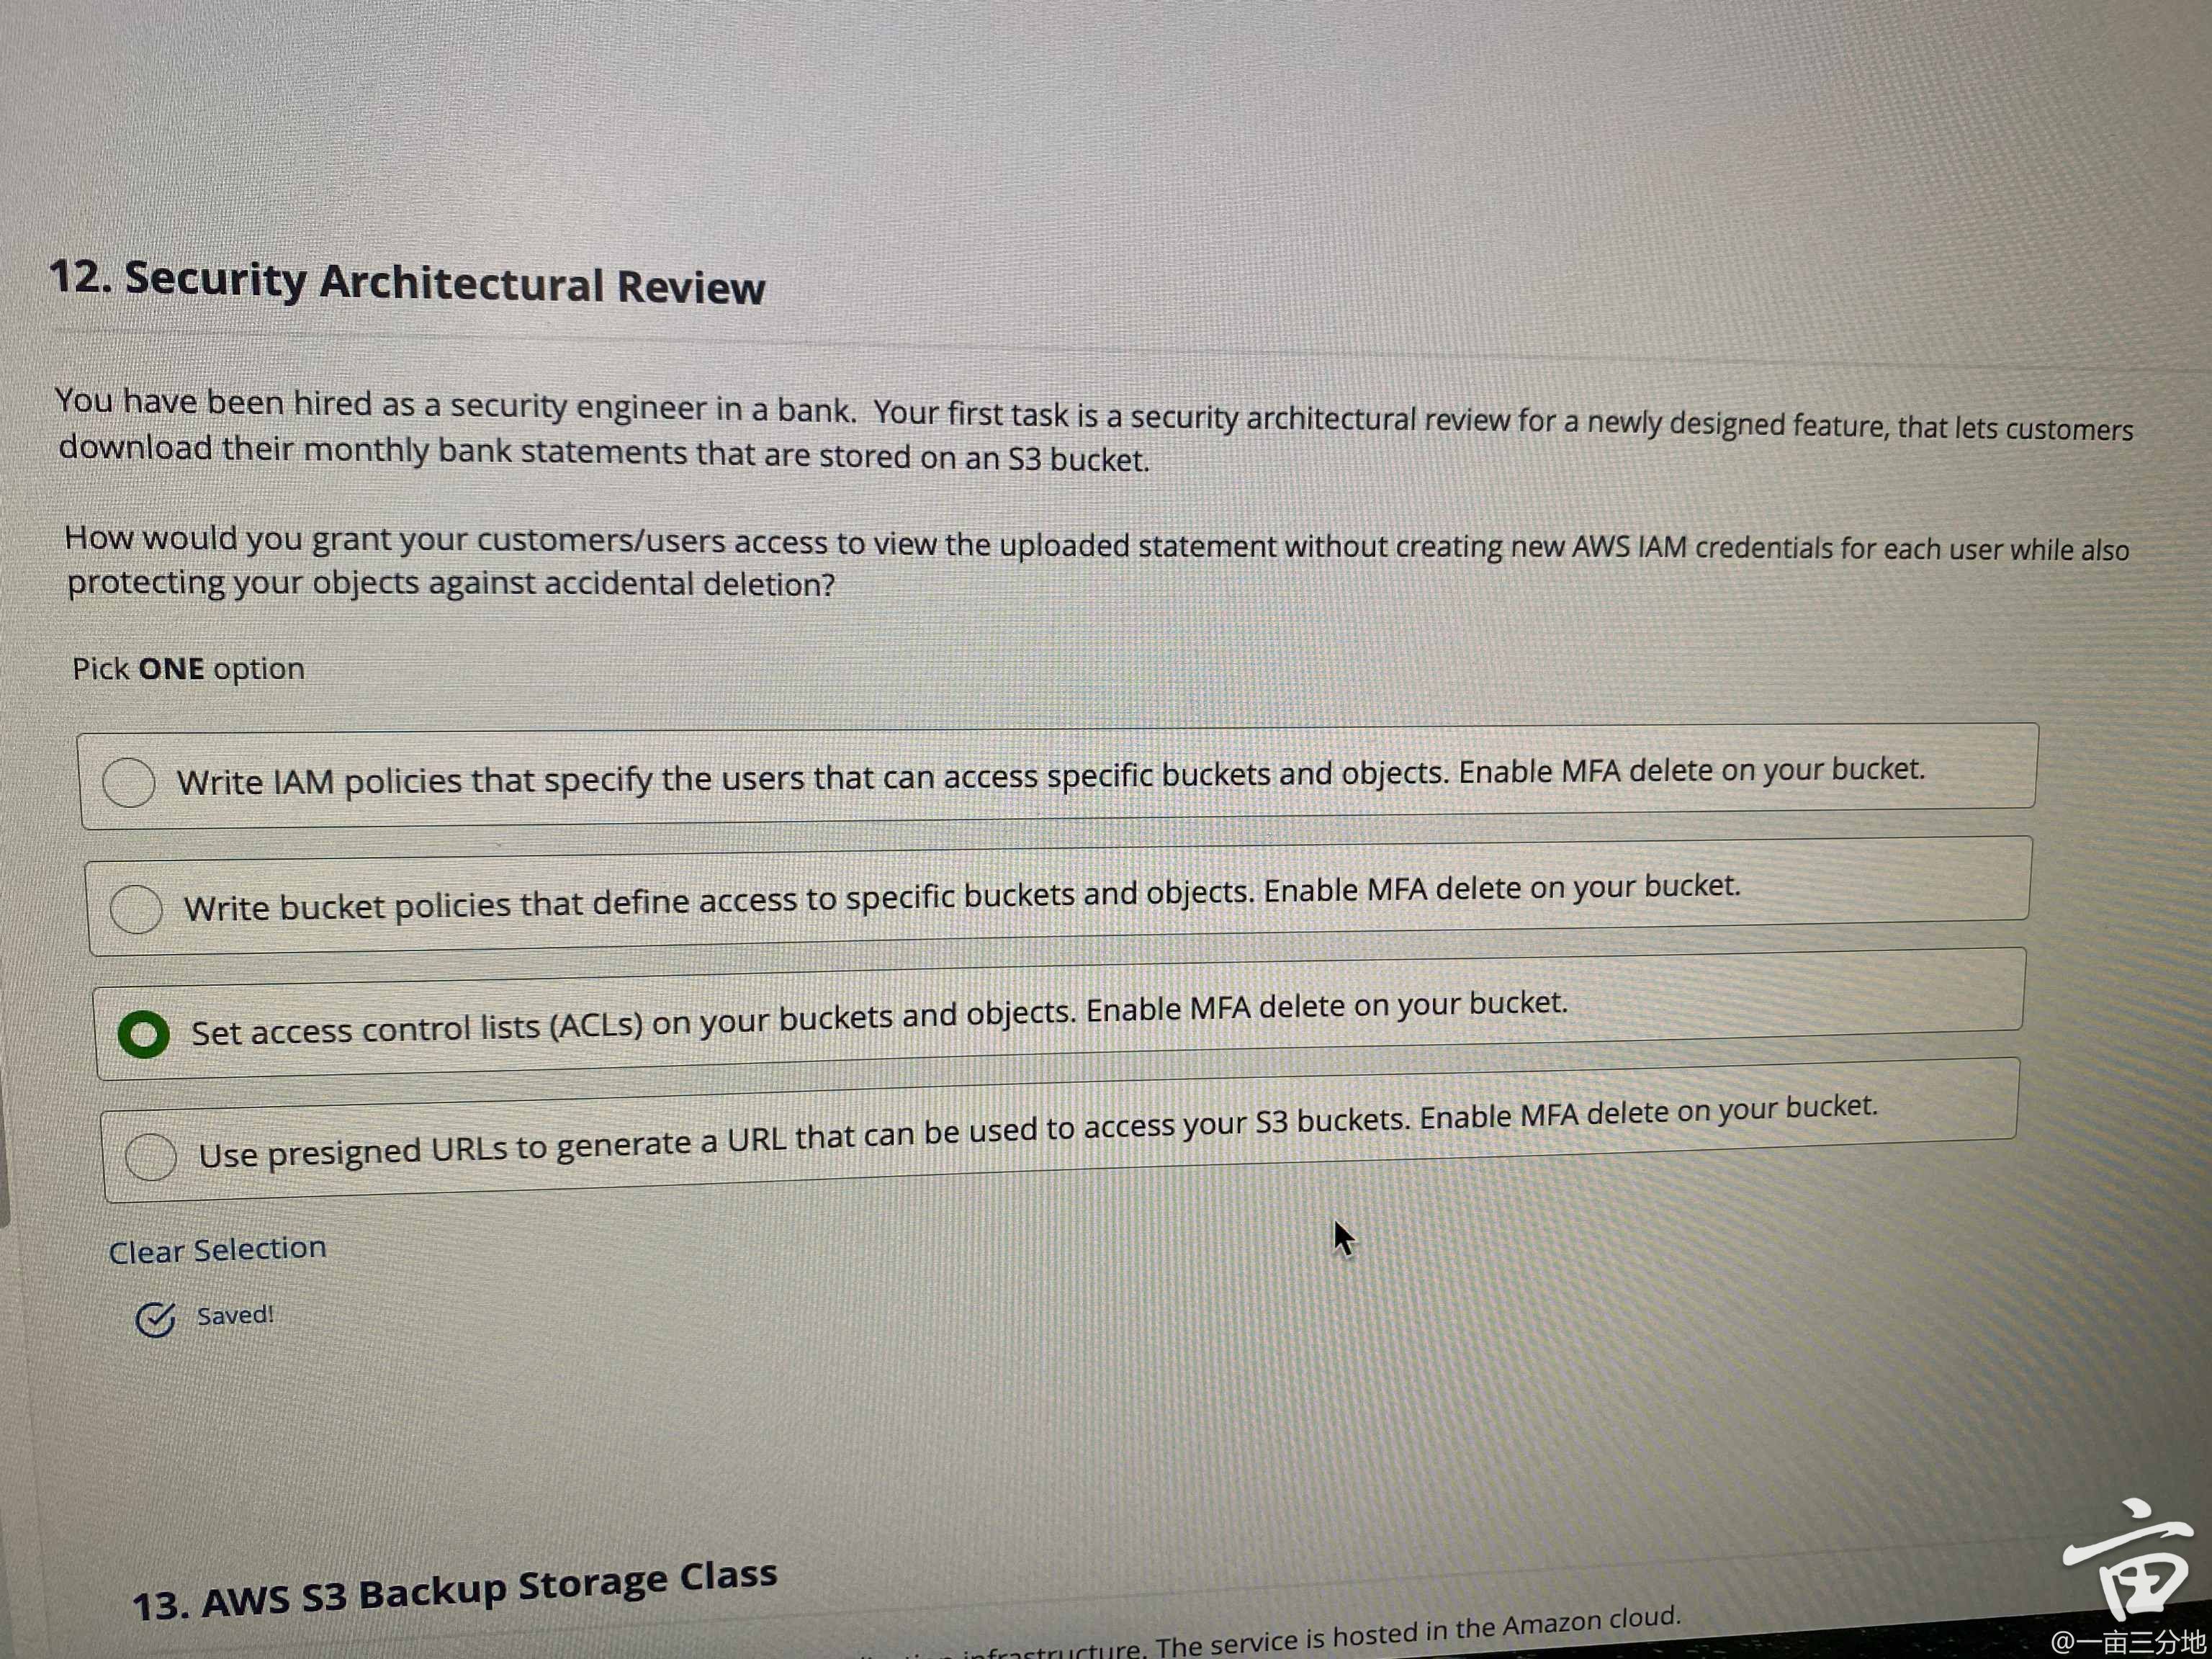 12. Security Architectural Review
You have been hired as a security engineer in a bank.  Your first task is a security architectural review for a newly designed feature, that lets customers
download their monthly bank statements that are stored on an S3 bucket.
How would you grant your customers/users access to view the uploaded statement without creating new AWS IAM credentials for each user while also
protecting your objects against accidental deletion?
Pick ONE option
Write IAM policies that specify the users that can access specific buckets and objects. Enable MFA delete on your bucket.
Write bucket policies that define access to specific buckets and objects. Enable MFA delete on your bucket.
Set access control lists (ACLs) on your buckets and objects. Enable MFA delete on your bucket.
Use presigned URLs to generate a URL that can be used to access your S3 buckets. Enable MFA delete on your bucket.
Clear Selection
Saved!
13. AWS S3 Backup Storage Class
infrastructure. The service is hosted in the Amazon cloud.
亩
@一亩三分地